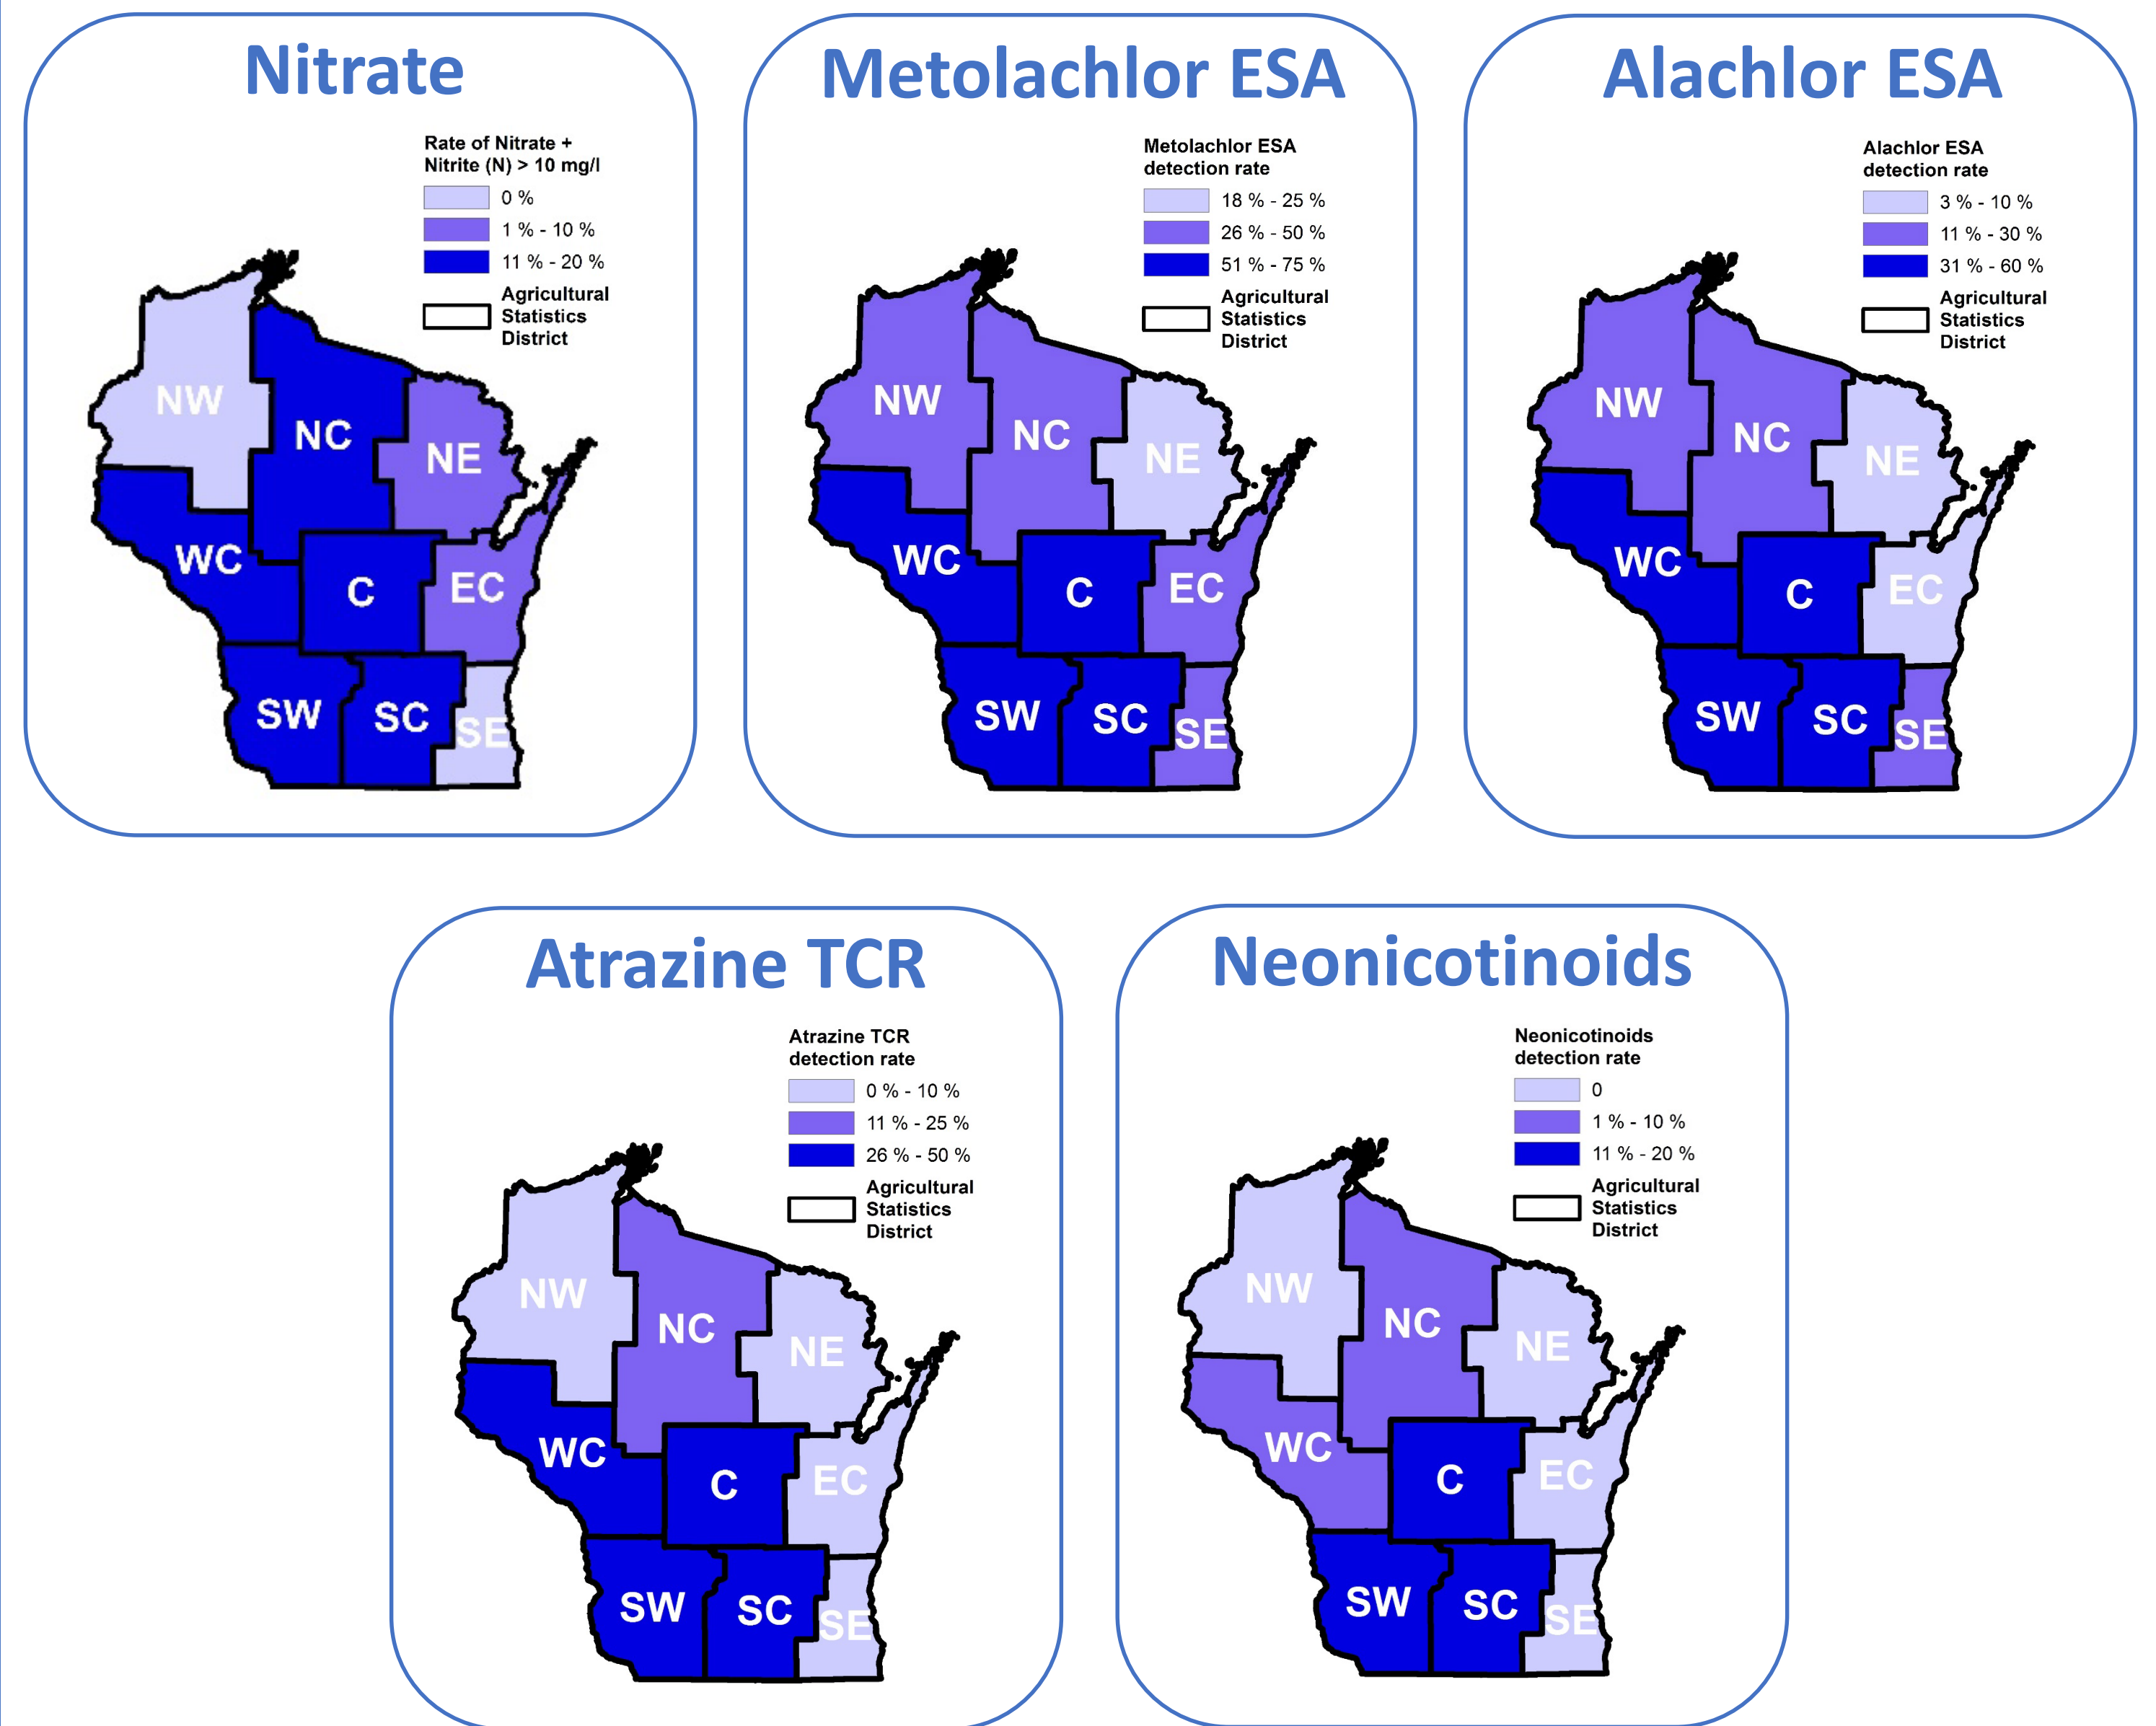 Nitrate
Rate of Nitrate +
Nitrite (N) > 10 mg/l
0 %
1 % - 10 %
11 % - 20 %
Agricultural
Statistics
District
NW
NC
NE
WC
C
EC
SW
SC
SE
Metolachlor ESA
Metolachlor ESA
detection rate
18 % - 25 %
26 % - 50 %
51 % - 75 %
Agricultural
Statistics
District
NW
NC
NE
WC
C
EC
SW
SC
SE
Alachlor ESA
Alachlor ESA
detection rate
3 % - 10 %
11 % - 30 %
31 % - 60 %
Agricultural
Statistics
District
NW
NC
NE
WC
C
EC
SW
SC
SE
Atrazine TCR
Atrazine TCR
detection rate
0 % - 10 %
11 % - 25 %
26 % - 50 %
Agricultural
Statistics
District
NW
NC
NE
WC
C
EC
SW
SC
SE
Neonicotinoids
Neonicotinoids
detection rate
0
1 % - 10 %
11 % - 20 %
Agricultural
Statistics
District
NW
NC
NE
WC
C
EC
SW
SC
SE